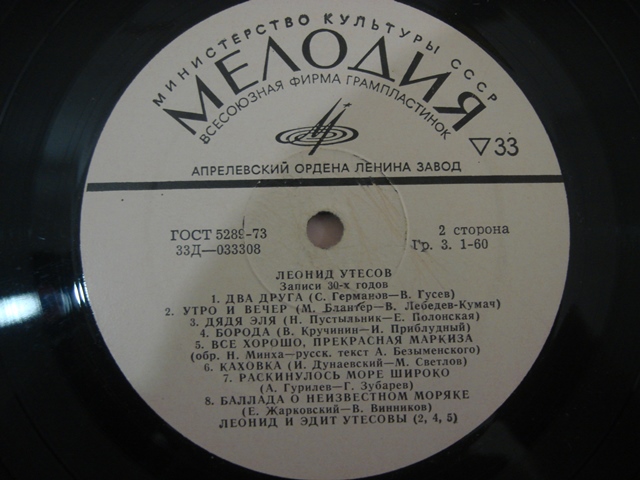 МИНИСТЕРСТВО КУЛЬТУРЫ СССР
МЕЛОДИЯ
ВСЕСОЮЗНАЯ ФИРМА ГРАМПЛАСТИНОК
▽33
АПРЕЛЕВСКИЙ ОРДЕНА ЛЕНИНА ЗАВОД
ГОСТ 5289-73
2 сторона
33Д—033308
Гр. 3. 1-60
ЛЕОНИД УТЕСОВ
Записи 30-х годов
1. ДВА ДРУГА (С. Германов—В. Гусев)
2. УТРО И ВЕЧЕР (М. Блантер—В. Лебедев-Кумач)
3. ДЯДЯ ЭЛЯ (Н. Пустыльник—Е. Полонская)
4. БОРОДА (В. Кручинин—И. Приблудный)
5. ВСЕ ХОРОШО, ПРЕКРАСНАЯ МАРКИЗА
(обр. Н. Минха—русск. текст А. Безыменского)
6. КАХОВКА (И. Дунаевский—М. Светлов)
7. РАСКИНУЛОСЬ МОРЕ ШИРОКО
(А. Гурилев—Г. Зубарев)
8. БАЛЛАДА О НЕИЗВЕСТНОМ МОРЯКЕ
(Е. Жарковский—В. Винников)
ЛЕОНИД И ЭДИТ УТЕСОВЫ (2, 4, 5)